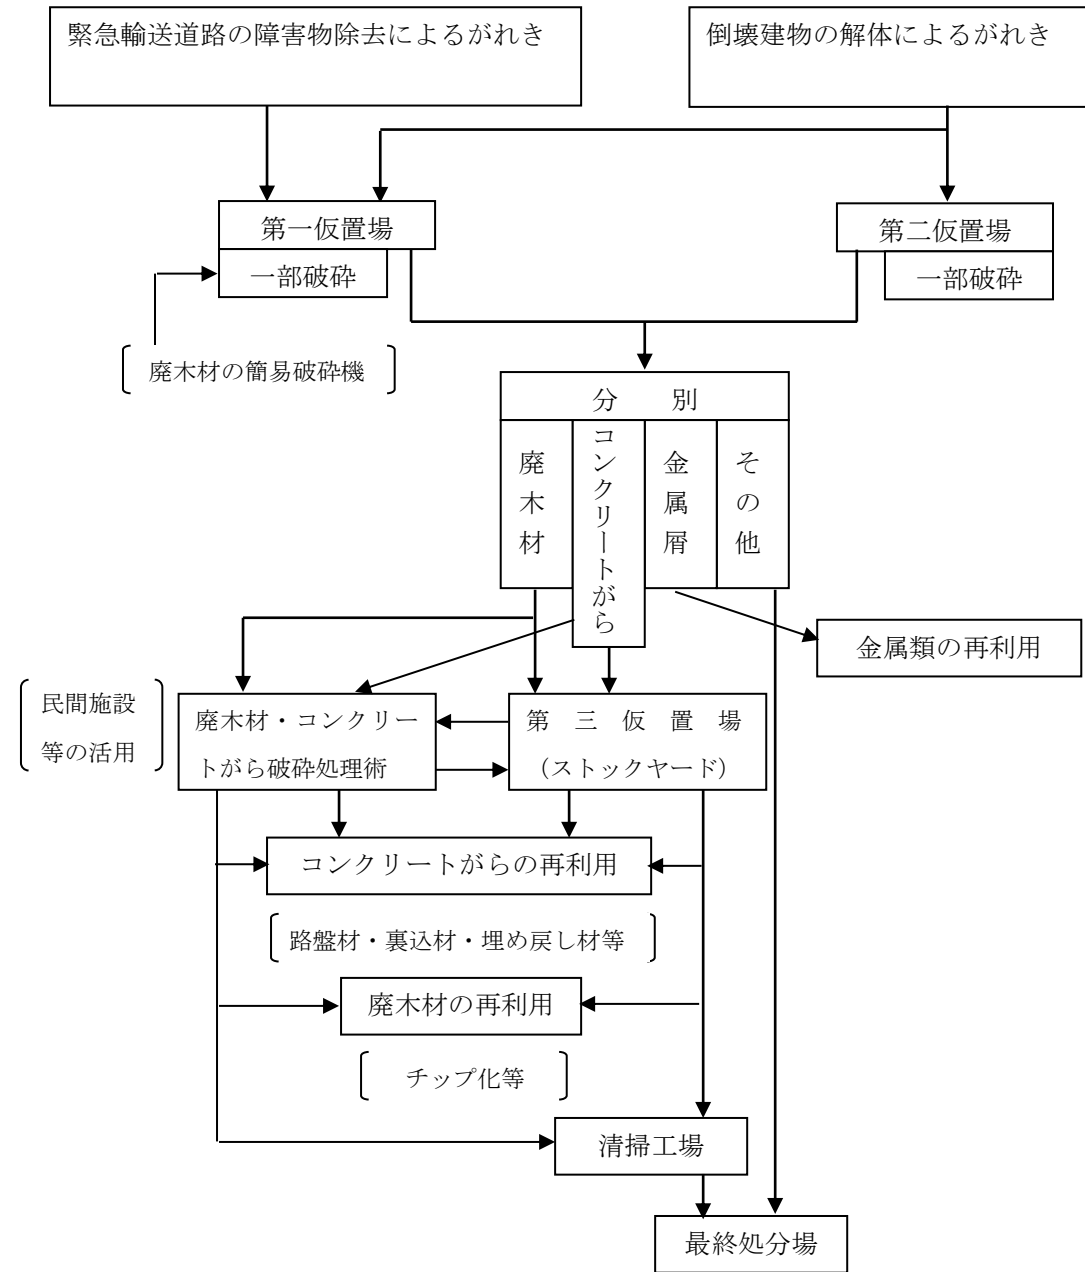 緊急輸送道路の障害物除去によるがれき
倒壊建物の解体によるがれき
第一仮置場
第二仮置場
一部破砕
一部破砕
廃木材の簡易破砕機
分　別
廃木材
コンクリートがら
金属屑
その他
金属類の再利用
民間施設
等の活用
廃木材・コンクリー
トがら破砕処理術
第三仮置場
（ストックヤード）
コンクリートがらの再利用
路盤材・裏込材・埋め戻し材等
廃木材の再利用
チップ化等
清掃工場
最終処分場